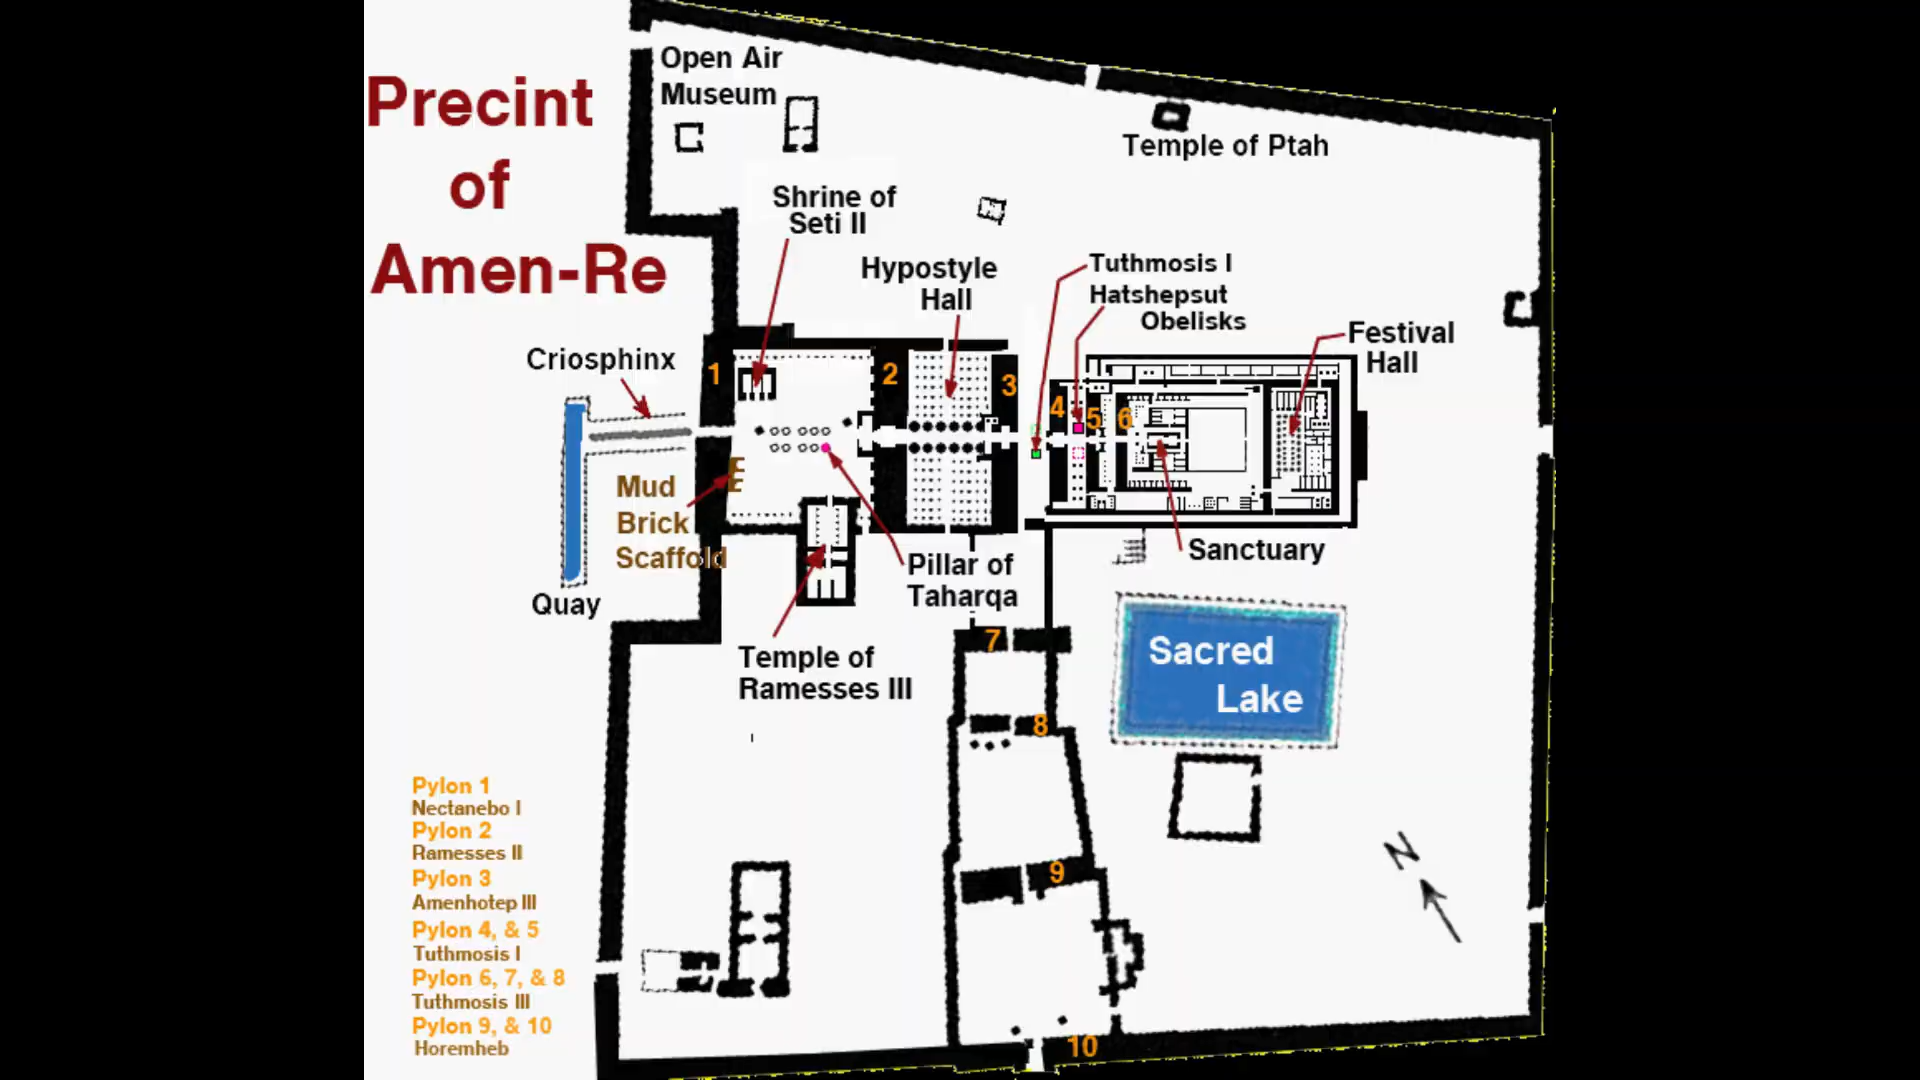 Precint
of
Amen-Re
Open Air
Museum
Temple of Ptah
Shrine of
Seti II
Hypostyle
Hall
Tuthmosis I
Hatshepsut
Obelisks
Festival
Hall
Criosphinx
1
2
3
4
5
6
Mud
Brick
Scaffold
Quay
Pillar of
Taharqa
Sanctuary
Temple of
Ramesses III
7
Sacred
Lake
8
9
10
N
Pylon 1
Nectanebo I
Pylon 2
Ramesses II
Pylon 3
Amenhotep III
Pylon 4, & 5
Tuthmosis I
Pylon 6, 7, & 8
Tuthmosis III
Pylon 9, & 10
Horemheb